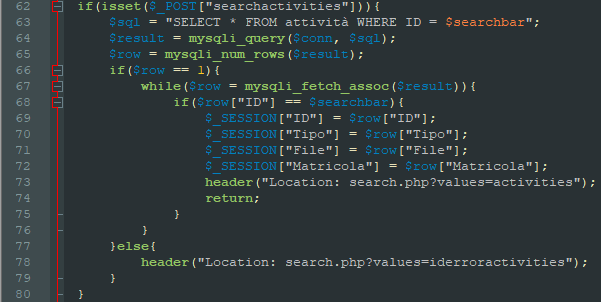 62 if(isset($_POST["searchactivities"])){
63 $sql = "SELECT * FROM attività WHERE ID = $searchbar";
64 $result = mysqli_query($conn, $sql);
65 $row = mysqli_num_rows($result);
66 if($row == 1){
67 while($row = mysqli_fetch_assoc($result)){
68 if($row["ID"] == $searchbar){
69 $_SESSION["ID"] = $row["ID"];
70 $_SESSION["Tipo"] = $row["Tipo"];
71 $_SESSION["File"] = $row["File"];
72 $_SESSION["Matricola"] = $row["Matricola"];
73 header("Location: search.php?values=activities");
74 return;
75 }
76 }
77 }else{
78 header("Location: search.php?values=iderroractivities");
79 }
80 }